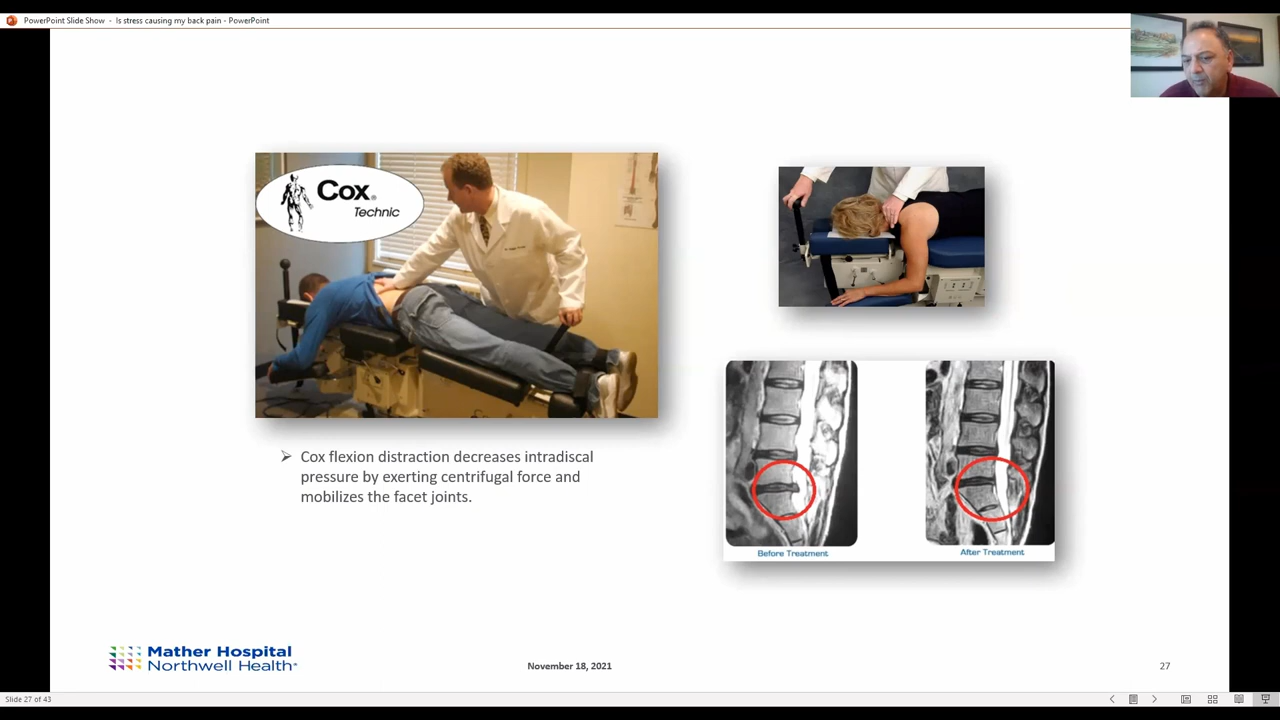 PowerPoint Slide Show - Is stress causing my back pain - PowerPoint
Cox®
Technic
Cox flexion distraction decreases intradiscal
pressure by exerting centrifugal force and
mobilizes the facet joints.
Before Treatment
After Treatment
Mather Hospital
Northwell Health®
November 18, 2021
27
Slide 27 of 43